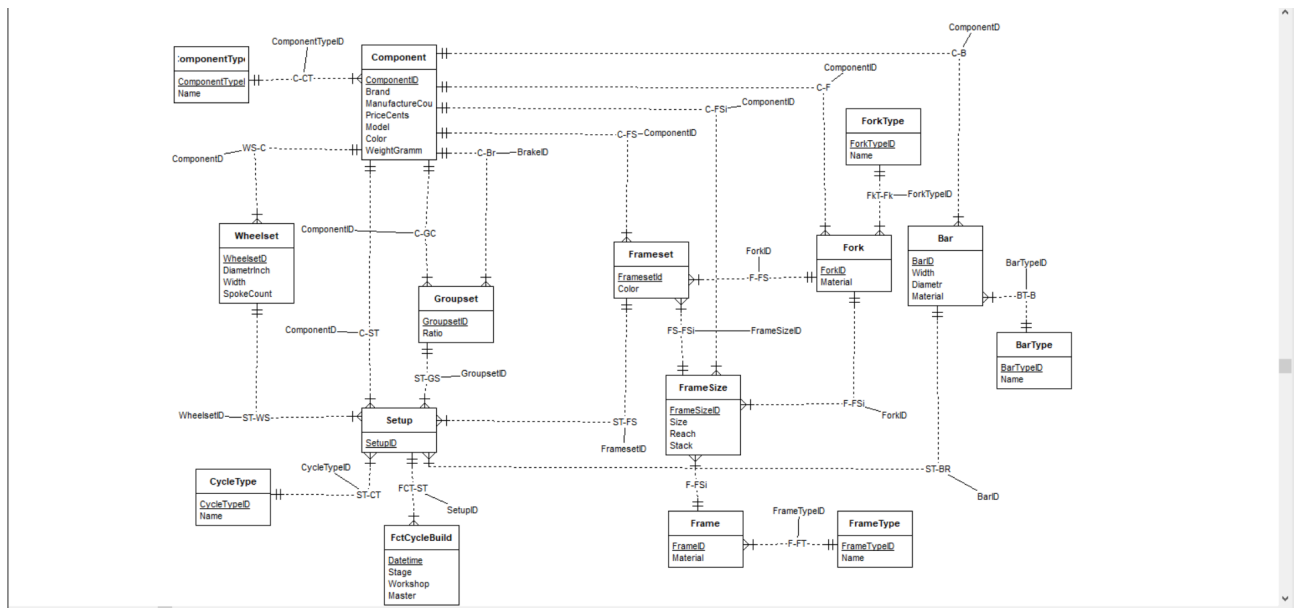 ComponentID
ComponentTypeID
:omponentTypı
ComponentTypeI
Name
C-CT
Component
ComponentID
Brand
ManufactureCou
PriceCents
Model
Color
WeightGramm
C-B
ComponentID
C-F
C-FSi
ComponentID
C-FS
ComponentID
C-Br
BrakeID
WS-C
ComponentID
ForkType
ForkTypeID
Name
FkT-Fk
ForkTypeID
Wheelset
WheelsetID
DiametrInch
Width
SpokeCount
ComponentID
C-GC
Groupset
GroupsetID
Ratio
Frameset
FramesetId
Color
ForkID
F-FS
Fork
ForkID
Material
Bar
BarID
Width
Diametr
Material
BarTypeID
BT-B
BarType
BarTypeID
Name
ComponentID
C-ST
FS-FSi
FrameSizeID
ST-GS
GroupsetID
FrameSize
FrameSizeID
Size
Reach
Stack
F-FSi
ForkID
WheelsetID
ST-WS
Setup
SetupID
ST-FS
FramesetID
ST-BR
BarID
CycleType
CycleTypeID
Name
CycleTypeID
ST-CT
FCT-ST
SetupID
F-FSi
FctCycleBuild
Datetime
Stage
Workshop
Master
Frame
FrameID
Material
FrameTypeID
F-FT
FrameType
FrameTypeID
Name